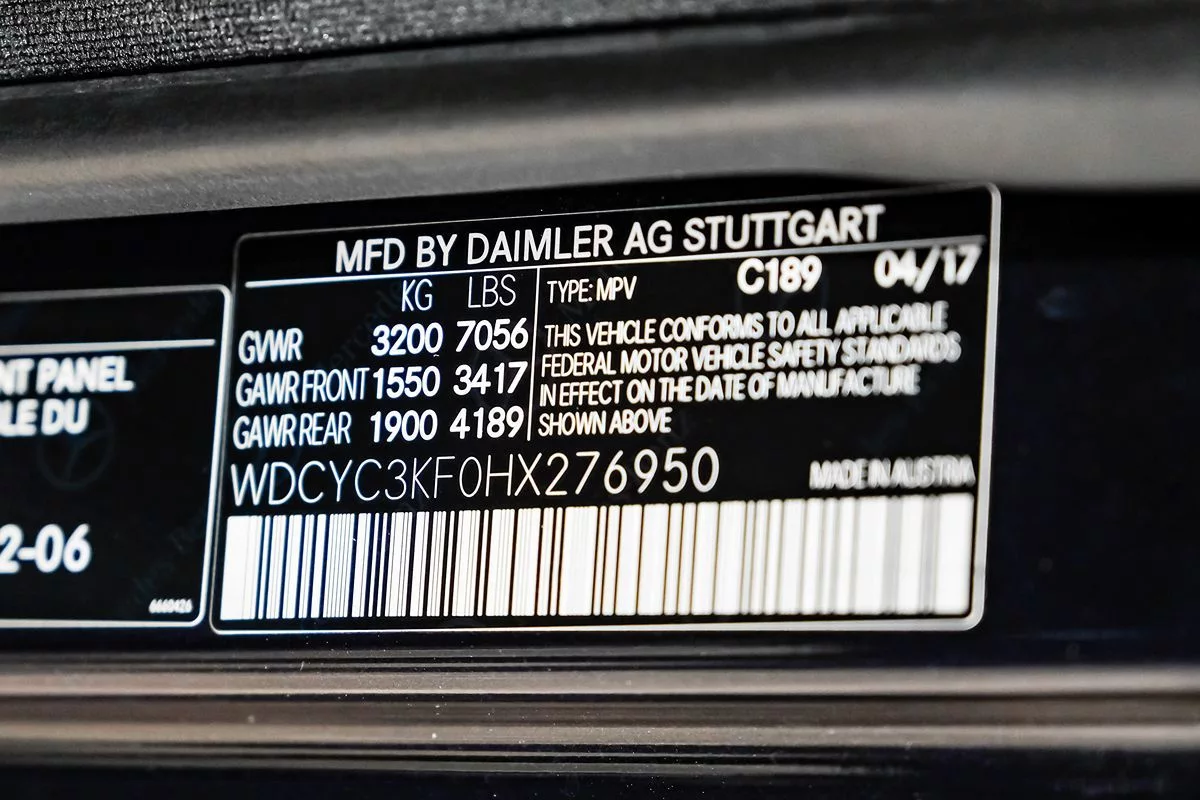 MFD BY DAIMLER AG STUTTGART
KG LBS
GVWR 3200 7056
GAWR FRONT 1550 3417
GAWR REAR 1900 4189
TYPE: MPV C189 04/17
THIS VEHICLE CONFORMS TO ALL APPLICABLE
FEDERAL MOTOR VEHICLE SAFETY STANDARDS
IN EFFECT ON THE DATE OF MANUFACTURE
SHOWN ABOVE
WDCYC3KF0HX276950
MADE IN AUSTRIA
NT PANEL
LE DU
2-06
6660426